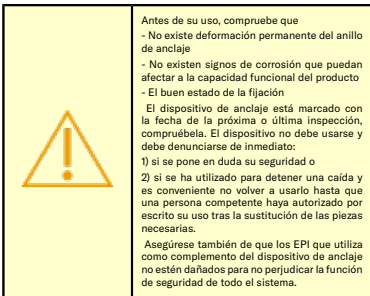 Antes de su uso, compruebe que
- No existe deformación permanente del anillo
de anclaje
- No existen signos de corrosión que puedan
afectar a la capacidad funcional del producto
- El buen estado de la fijación
El dispositivo de anclaje está marcado con
la fecha de la próxima o última inspección,
compruébela. El dispositivo no debe usarse y
debe denunciarse de inmediato:
1) si se pone en duda su seguridad o
2) si se ha utilizado para detener una caída y
es conveniente no volver a usarlo hasta que
una persona competente haya autorizado por
escrito su uso tras la sustitución de las piezas
necesarias.
Asegúrese también de que los EPI que utiliza
como complemento del dispositivo de anclaje
no estén dañados para no perjudicar la función
de seguridad de todo el sistema.